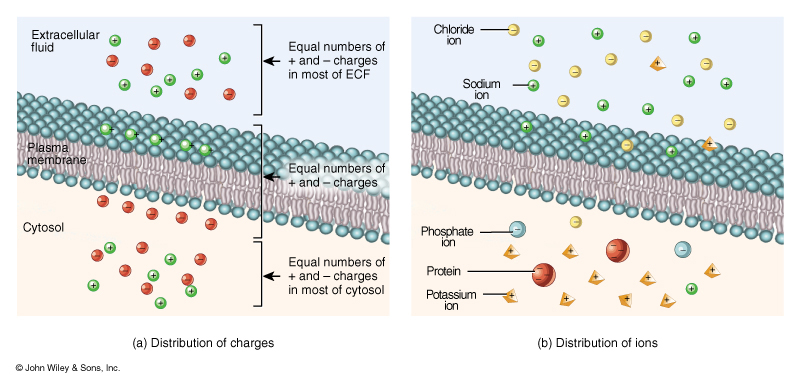 Extracellular
fluid
Equal numbers of
+ and – charges
in most of ECF
Plasma
membrane
Equal numbers of
+ and – charges
Cytosol
Equal numbers of
+ and – charges
in most of cytosol
(a) Distribution of charges
Chloride
ion
Sodium
ion
Phosphate
ion
Protein
Potassium
ion
(b) Distribution of ions
© John Wiley & Sons, Inc.